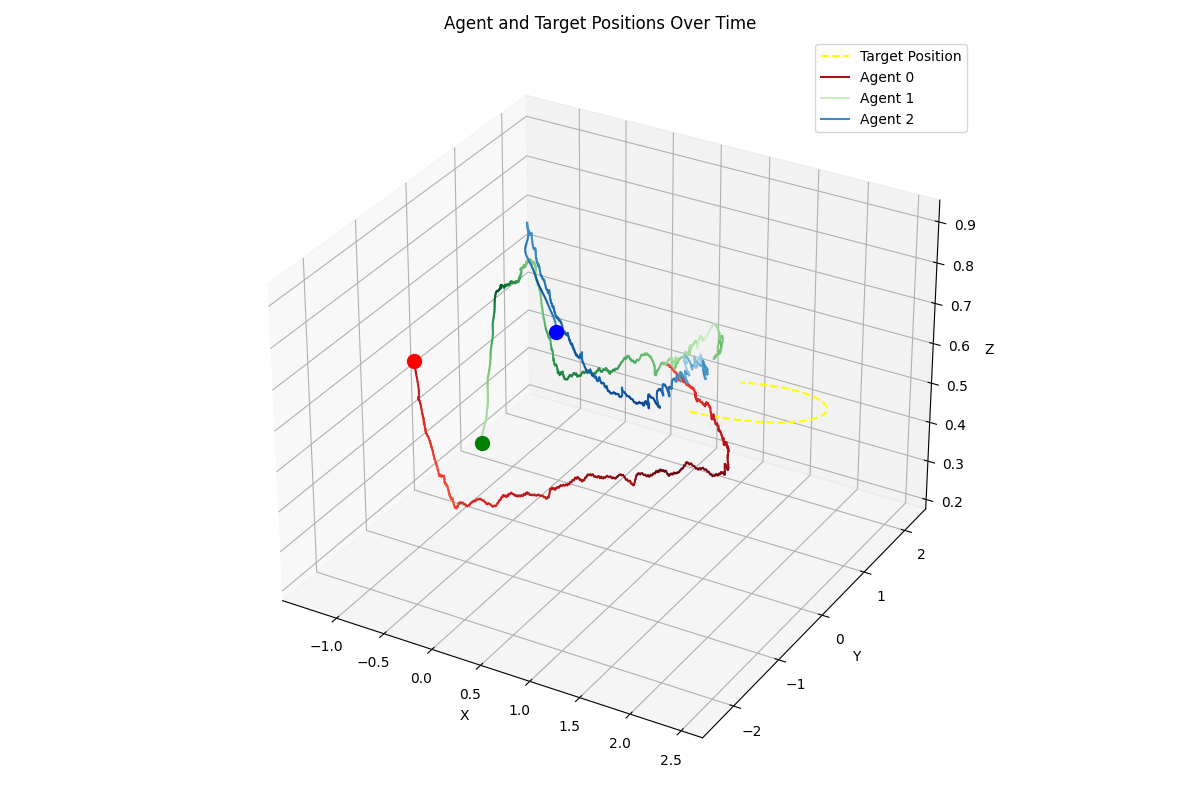 Agent and Target Positions Over Time
Target Position
Agent 0
Agent 1
Agent 2
0.9
0.8
0.7
0.6
Z
0.5
0.4
0.3
0.2
2
1
0
Y
−1
−2
−1.0
−0.5
0.0
0.5
X
1.0
1.5
2.0
2.5